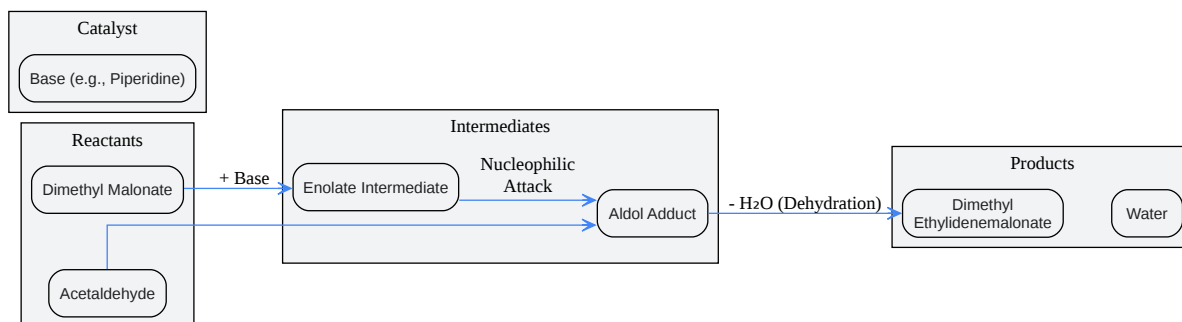 Catalyst
Base (e.g., Piperidine)
Reactants
Dimethyl Malonate
Acetaldehyde
+ Base
Intermediates
Enolate Intermediate
Nucleophilic
Attack
Aldol Adduct
- H₂O (Dehydration)
Products
Dimethyl
Ethylidenemalonate
Water